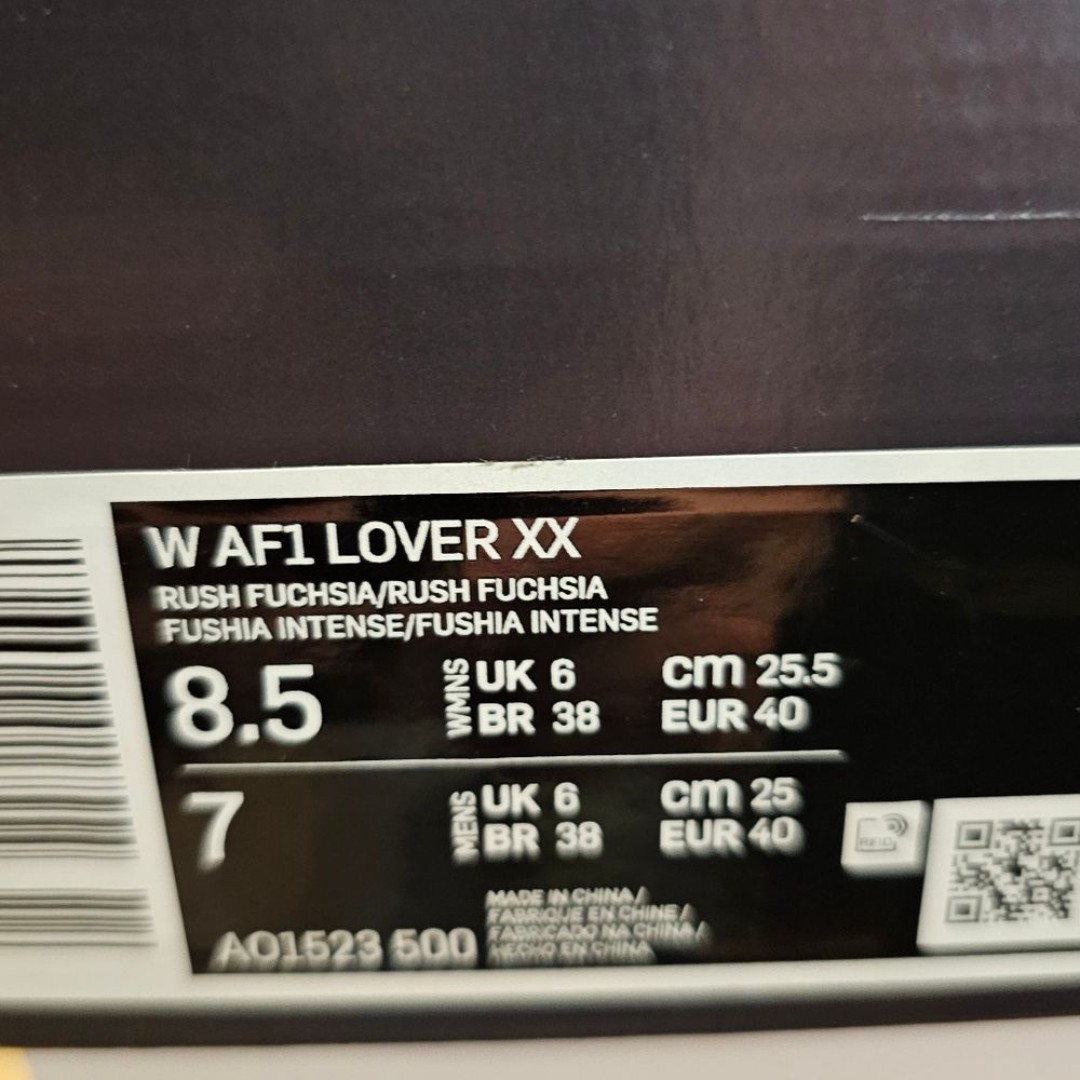 W AF1 LOVER XX
RUSH FUCHSIA/RUSH FUCHSIA
FUSHIA INTENSE/FUSHIA INTENSE
8.5 WMNS UK 6 cm 25.5
BR 38 EUR 40
7 MENS UK 6 cm 25
BR 38 EUR 40
MADE IN CHINA /
FABRIQUE EN CHINE /
FABRICADO NA CHINA /
HECHO EN CHINA
AO1523 500
RFID